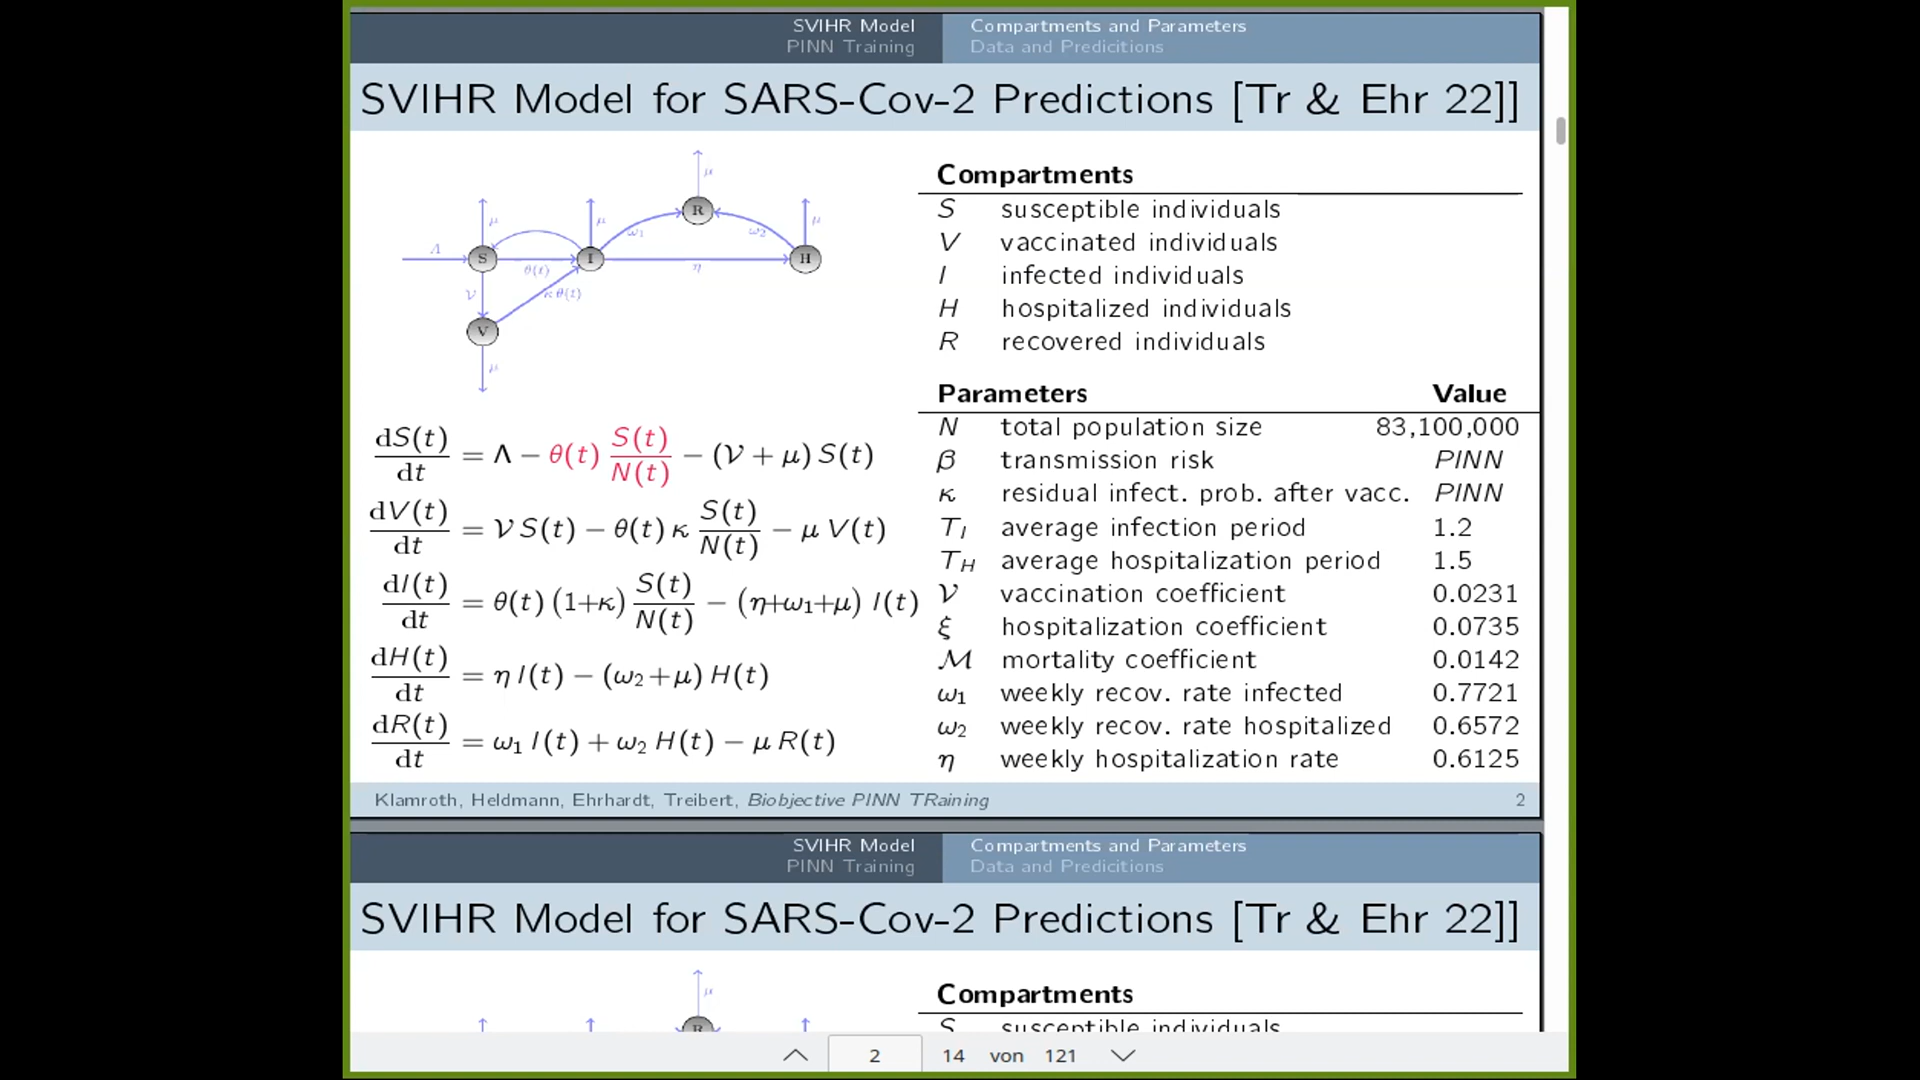 SVIHR Model Compartments and Parameters
PINN Training Data and Predicitions
SVIHR Model for SARS-Cov-2 Predictions [Tr & Ehr 22]]
μ
R
μ μ ω₁ ω₂ μ
Λ S θ(t) I η H
𝒱 κ θ(t)
V
μ
dS(t)/dt = Λ − θ(t) S(t)/N(t) − (𝒱 + μ) S(t)
dV(t)/dt = 𝒱 S(t) − θ(t) κ S(t)/N(t) − μ V(t)
dI(t)/dt = θ(t) (1+κ) S(t)/N(t) − (η+ω₁+μ) I(t)
dH(t)/dt = η I(t) − (ω₂+μ) H(t)
dR(t)/dt = ω₁ I(t) + ω₂ H(t) − μ R(t)
Compartments
S susceptible individuals
V vaccinated individuals
I infected individuals
H hospitalized individuals
R recovered individuals
Parameters Value
N total population size 83,100,000
β transmission risk PINN
κ residual infect. prob. after vacc. PINN
T_I average infection period 1.2
T_H average hospitalization period 1.5
𝒱 vaccination coefficient 0.0231
ξ hospitalization coefficient 0.0735
ℳ mortality coefficient 0.0142
ω₁ weekly recov. rate infected 0.7721
ω₂ weekly recov. rate hospitalized 0.6572
η weekly hospitalization rate 0.6125
Klamroth, Heldmann, Ehrhardt, Treibert, Biobjective PINN TRaining 2
SVIHR Model Compartments and Parameters
PINN Training Data and Predicitions
SVIHR Model for SARS-Cov-2 Predictions [Tr & Ehr 22]]
μ
R
Compartments
S susceptible individuals
2 14 von 121